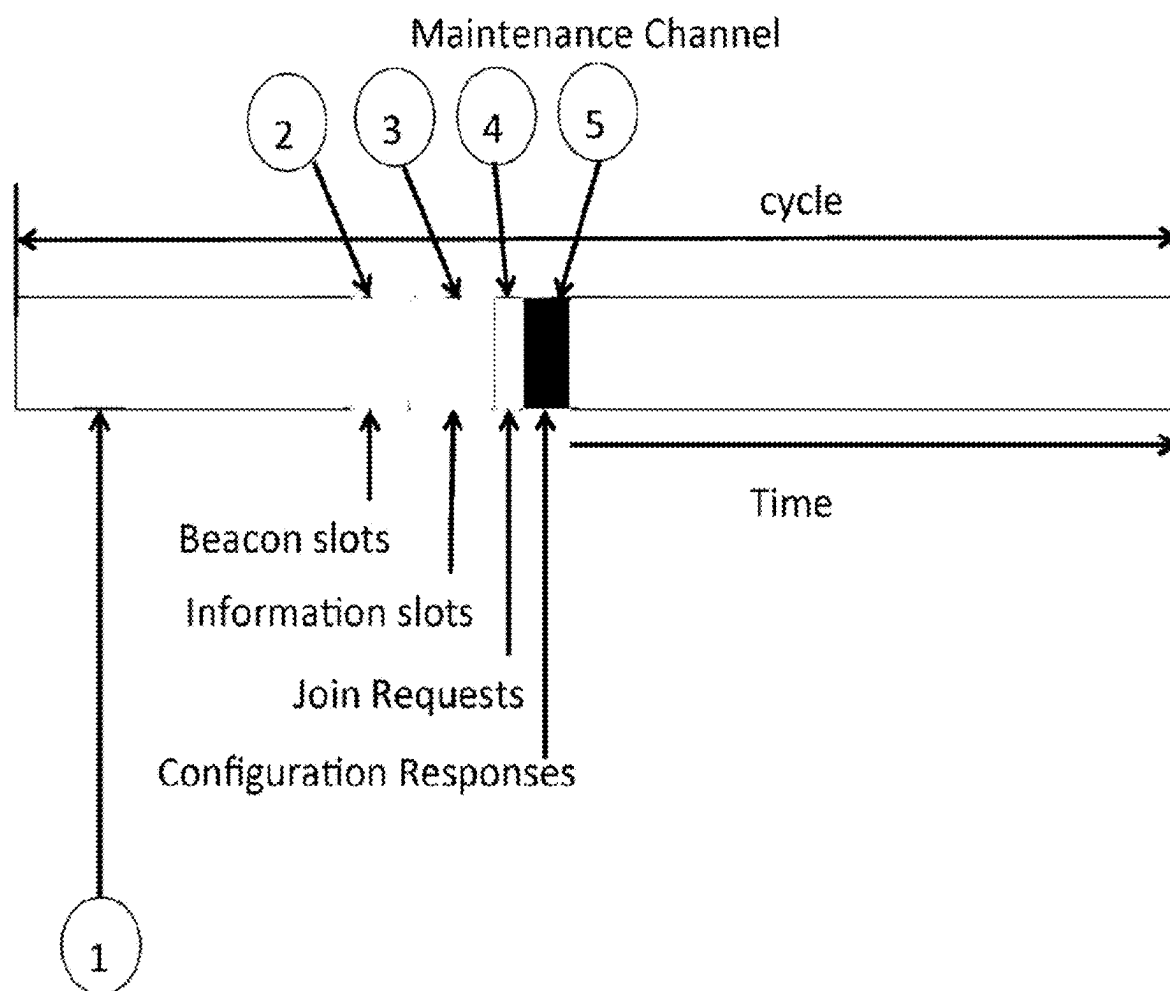 Maintenance Channel
2 3 4 5
cycle
Time
Beacon slots
Information slots
Join Requests
Configuration Responses
1